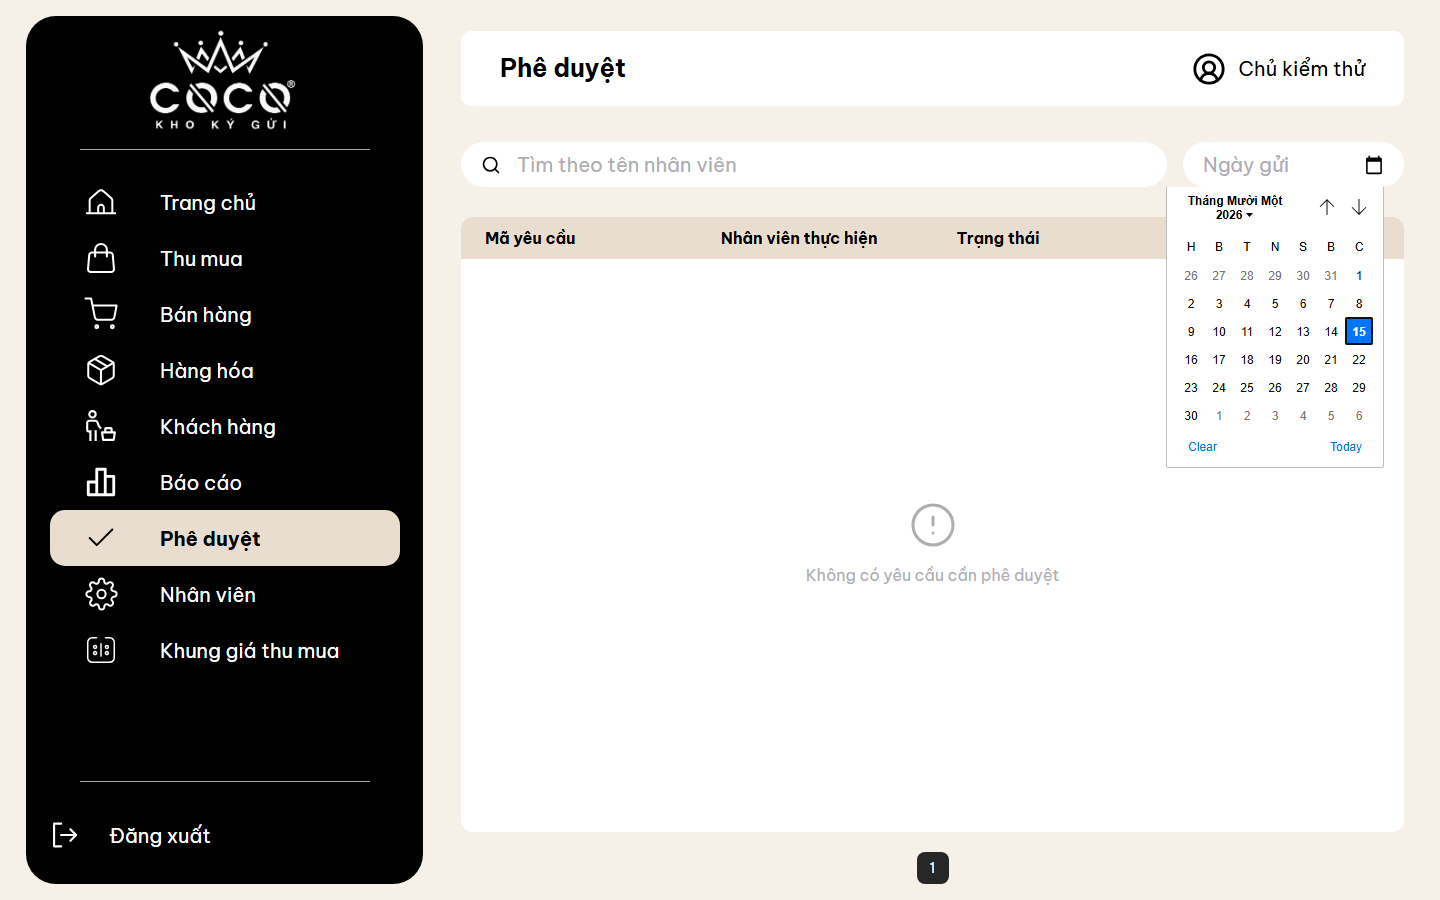 COCO®
KHO KÝ GỬI
Trang chủ
Thu mua
Bán hàng
Hàng hóa
Khách hàng
Báo cáo
Phê duyệt
Nhân viên
Khung giá thu mua
Đăng xuất
Phê duyệt
Chủ kiểm thử
Tìm theo tên nhân viên
Ngày gửi
Mã yêu cầu
Nhân viên thực hiện
Trạng thái
Tháng Mười Một
2026
H B T N S B C
26 27 28 29 30 31 1
2 3 4 5 6 7 8
9 10 11 12 13 14 15
16 17 18 19 20 21 22
23 24 25 26 27 28 29
30 1 2 3 4 5 6
Clear
Today
Không có yêu cầu cần phê duyệt
1